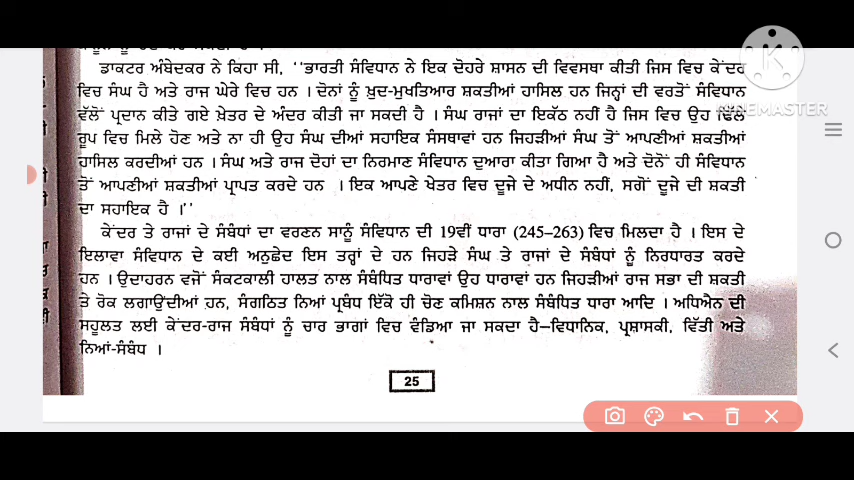 ਡਾਕਟਰ ਅੰਬੇਦਕਰ ਨੇ ਕਿਹਾ ਸੀ, ''ਭਾਰਤੀ ਸੰਵਿਧਾਨ ਨੇ ਇਕ ਦੋਹਰੇ ਸ਼ਾਸਨ ਦੀ ਵਿਵਸਥਾ ਕੀਤੀ ਜਿਸ ਵਿਚ ਕੇਂਦਰ
ਵਿਚ ਸੰਘ ਹੈ ਅਤੇ ਰਾਜ ਘੇਰੇ ਵਿਚ ਹਨ । ਦੋਨਾਂ ਨੂੰ ਖ਼ੁਦ-ਮੁਖਤਿਆਰ ਸ਼ਕਤੀਆਂ ਹਾਸਿਲ ਹਨ ਜਿਨ੍ਹਾਂ ਦੀ ਵਰਤੋਂ ਸੰਵਿਧਾਨ
ਵੱਲੋਂ ਪ੍ਰਦਾਨ ਕੀਤੇ ਗਏ ਖ਼ੇਤਰ ਦੇ ਅੰਦਰ ਕੀਤੀ ਜਾ ਸਕਦੀ ਹੈ । ਸੰਘ ਰਾਜਾਂ ਦਾ ਇਕੱਠ ਨਹੀਂ ਹੈ ਜਿਸ ਵਿਚ ਉਹ ਢਿੱਲੇ
ਰੂਪ ਵਿਚ ਮਿਲੇ ਹੋਣ ਅਤੇ ਨਾ ਹੀ ਉਹ ਸੰਘ ਦੀਆਂ ਸਹਾਇਕ ਸੰਸਥਾਵਾਂ ਹਨ ਜਿਹੜੀਆਂ ਸੰਘ ਤੋਂ ਆਪਣੀਆਂ ਸ਼ਕਤੀਆਂ
ਹਾਸਿਲ ਕਰਦੀਆਂ ਹਨ । ਸੰਘ ਅਤੇ ਰਾਜ ਦੋਹਾਂ ਦਾ ਨਿਰਮਾਣ ਸੰਵਿਧਾਨ ਦੁਆਰਾ ਕੀਤਾ ਗਿਆ ਹੈ ਅਤੇ ਦੋਨੋਂ ਹੀ ਸੰਵਿਧਾਨ
ਤੋਂ ਆਪਣੀਆਂ ਸ਼ਕਤੀਆਂ ਪ੍ਰਾਪਤ ਕਰਦੇ ਹਨ । ਇਕ ਆਪਣੇ ਖੇਤਰ ਵਿਚ ਦੂਜੇ ਦੇ ਅਧੀਨ ਨਹੀਂ, ਸਗੋਂ ਦੂਜੇ ਦੀ ਸ਼ਕਤੀ
ਦਾ ਸਹਾਇਕ ਹੈ ।''
ਕੇਂਦਰ ਤੇ ਰਾਜਾਂ ਦੇ ਸੰਬੰਧਾਂ ਦਾ ਵਰਣਨ ਸਾਨੂੰ ਸੰਵਿਧਾਨ ਦੀ 19ਵੀਂ ਧਾਰਾ (245–263) ਵਿਚ ਮਿਲਦਾ ਹੈ । ਇਸ ਦੇ
ਇਲਾਵਾ ਸੰਵਿਧਾਨ ਦੇ ਕਈ ਅਨੁਛੇਦ ਇਸ ਤਰ੍ਹਾਂ ਦੇ ਹਨ ਜਿਹੜੇ ਸੰਘ ਤੇ ਰਾਜਾਂ ਦੇ ਸੰਬੰਧਾਂ ਨੂੰ ਨਿਰਧਾਰਤ ਕਰਦੇ
ਹਨ । ਉਦਾਹਰਨ ਵਜੋਂ ਸੰਕਟਕਾਲੀ ਹਾਲਤ ਨਾਲ ਸੰਬੰਧਿਤ ਧਾਰਾਵਾਂ ਉਹ ਧਾਰਾਵਾਂ ਹਨ ਜਿਹੜੀਆਂ ਰਾਜ ਸਭਾ ਦੀ ਸ਼ਕਤੀ
ਤੇ ਰੋਕ ਲਗਾਉਂਦੀਆਂ ਹਨ, ਸੰਗਠਿਤ ਨਿਆਂ ਪ੍ਰਬੰਧ ਇੱਕੋ ਹੀ ਚੋਣ ਕਮਿਸ਼ਨ ਨਾਲ ਸੰਬੰਧਿਤ ਧਾਰਾ ਆਦਿ । ਅਧਿਐਨ ਦੀ
ਸਹੂਲਤ ਲਈ ਕੇਂਦਰ-ਰਾਜ ਸੰਬੰਧਾਂ ਨੂੰ ਚਾਰ ਭਾਗਾਂ ਵਿਚ ਵੰਡਿਆ ਜਾ ਸਕਦਾ ਹੈ—ਵਿਧਾਨਿਕ, ਪ੍ਰਸ਼ਾਸਕੀ, ਵਿੱਤੀ ਅਤੇ
ਨਿਆਂ-ਸੰਬੰਧ ।
25
KINEMASTER